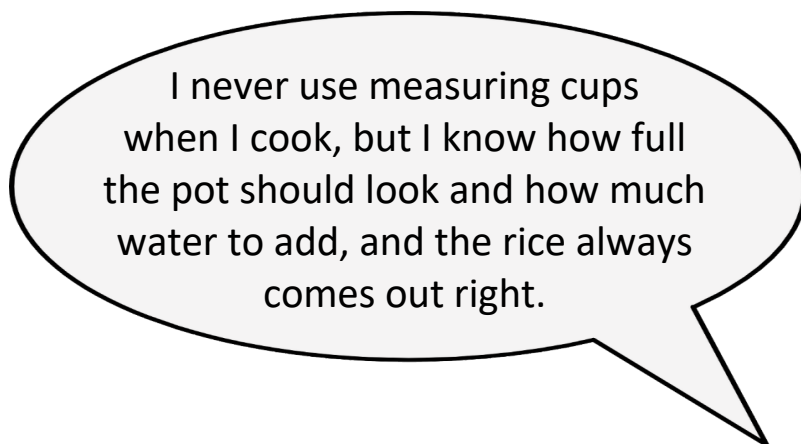 I never use measuring cups
when I cook, but I know how full
the pot should look and how much
water to add, and the rice always
comes out right.